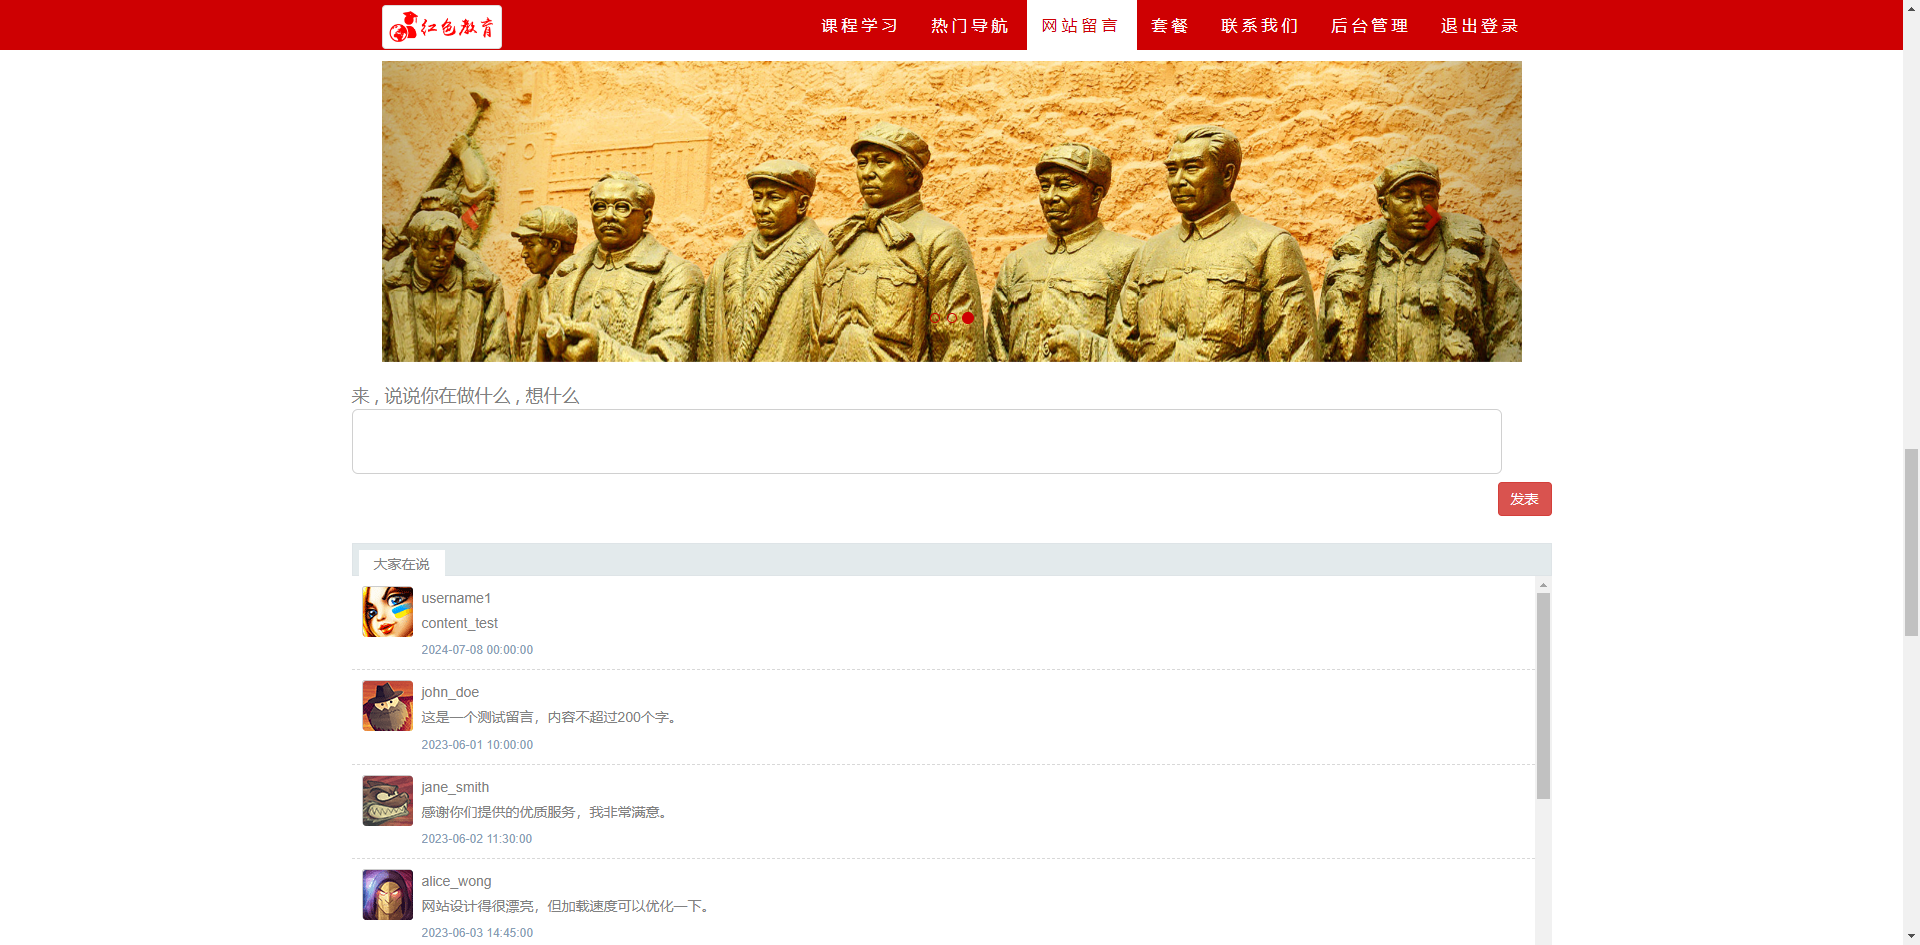 红色教育
课程学习 热门导航 网站留言 套餐 联系我们 后台管理 退出登录
来 , 说说你在做什么 , 想什么
发表
大家在说
username1
content_test
2024-07-08 00:00:00
john_doe
这是一个测试留言，内容不超过200个字。
2023-06-01 10:00:00
jane_smith
感谢你们提供的优质服务，我非常满意。
2023-06-02 11:30:00
alice_wong
网站设计得很漂亮，但加载速度可以优化一下。
2023-06-03 14:45:00